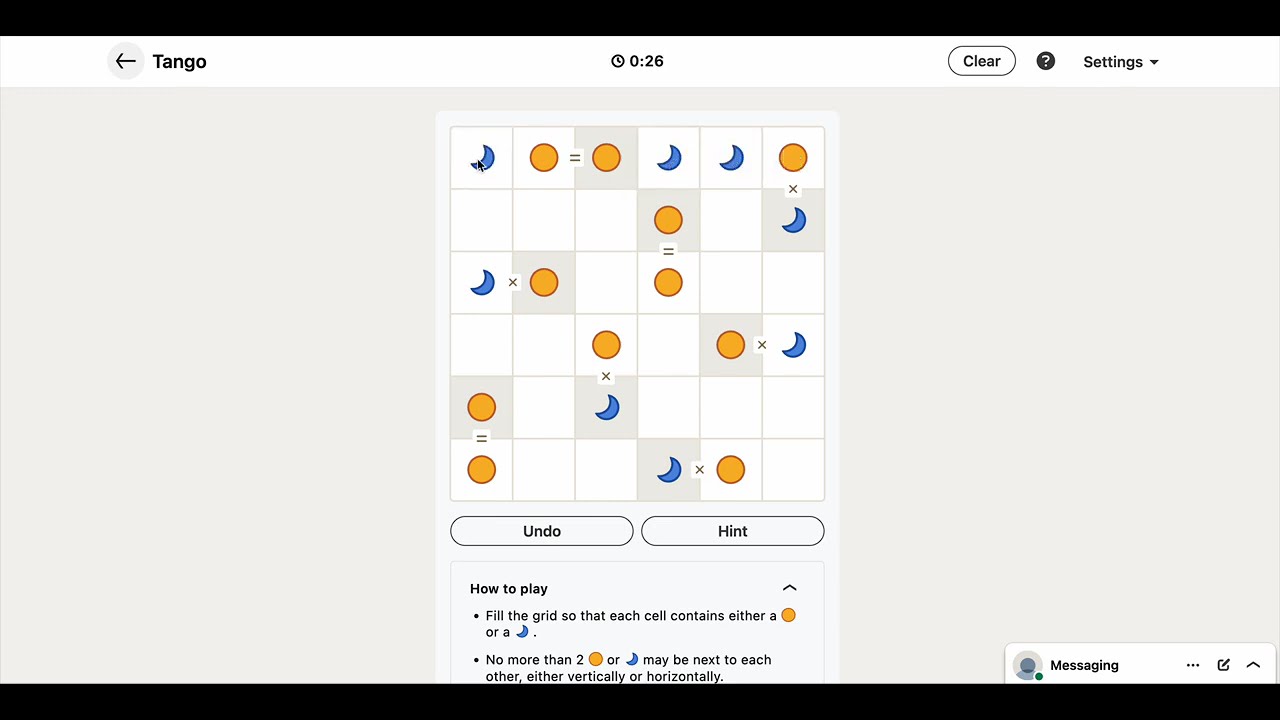 Tango
0:26
Clear
?
Settings
=
×
=
×
×
×
=
×
Undo
Hint
How to play
• Fill the grid so that each cell contains either a
or a .
• No more than 2 or may be next to each
other, either vertically or horizontally.
Messaging